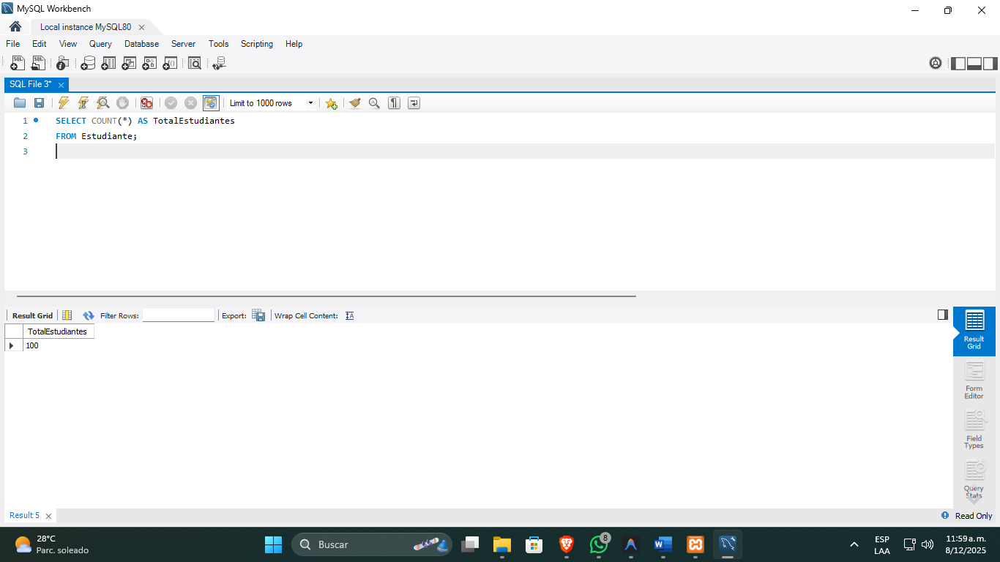 MySQL Workbench
Local instance MySQL80
File Edit View Query Database Server Tools Scripting Help
SQL File 3*
Limit to 1000 rows
1 SELECT COUNT(*) AS TotalEstudiantes
2 FROM Estudiante;
3
Result Grid Filter Rows: Export: Wrap Cell Content:
TotalEstudiantes
100
Result
Grid
Form
Editor
Field
Types
Query
Stats
Result 5
Read Only
28°C
Parc. soleado
Buscar
8
ESP
LAA
11:59 a. m.
8/12/2025